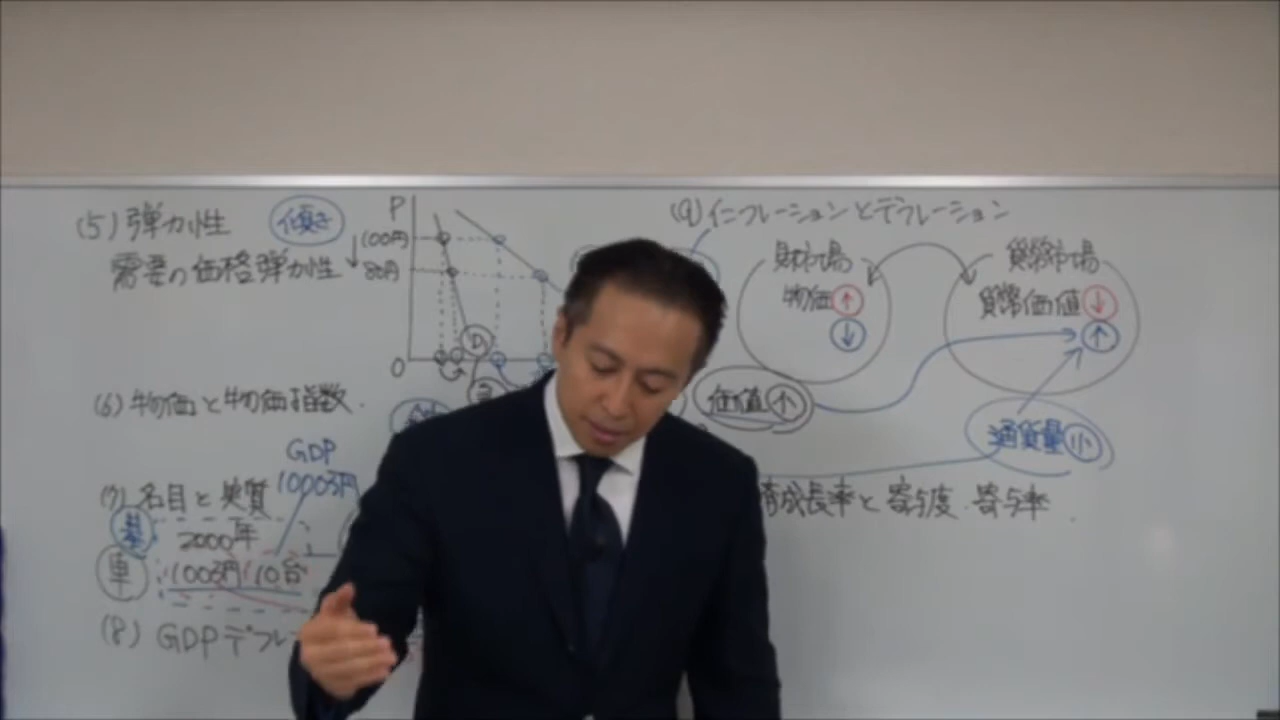 (5) 弾力性 傾き
需要の価格弾力性
P
100円
80円
0
D
(6) 物価と物価指数
(7) 名目と実質
GDP
100万円
基 2000年
車 100万円 10台
(8) GDPデフレ
(9) インフレーションとデフレーション
財市場
物価 ↑
↓
貨幣市場
貨幣価値 ↓
↑
価値 小
通貨量 小
成長率と寄与度・寄与率